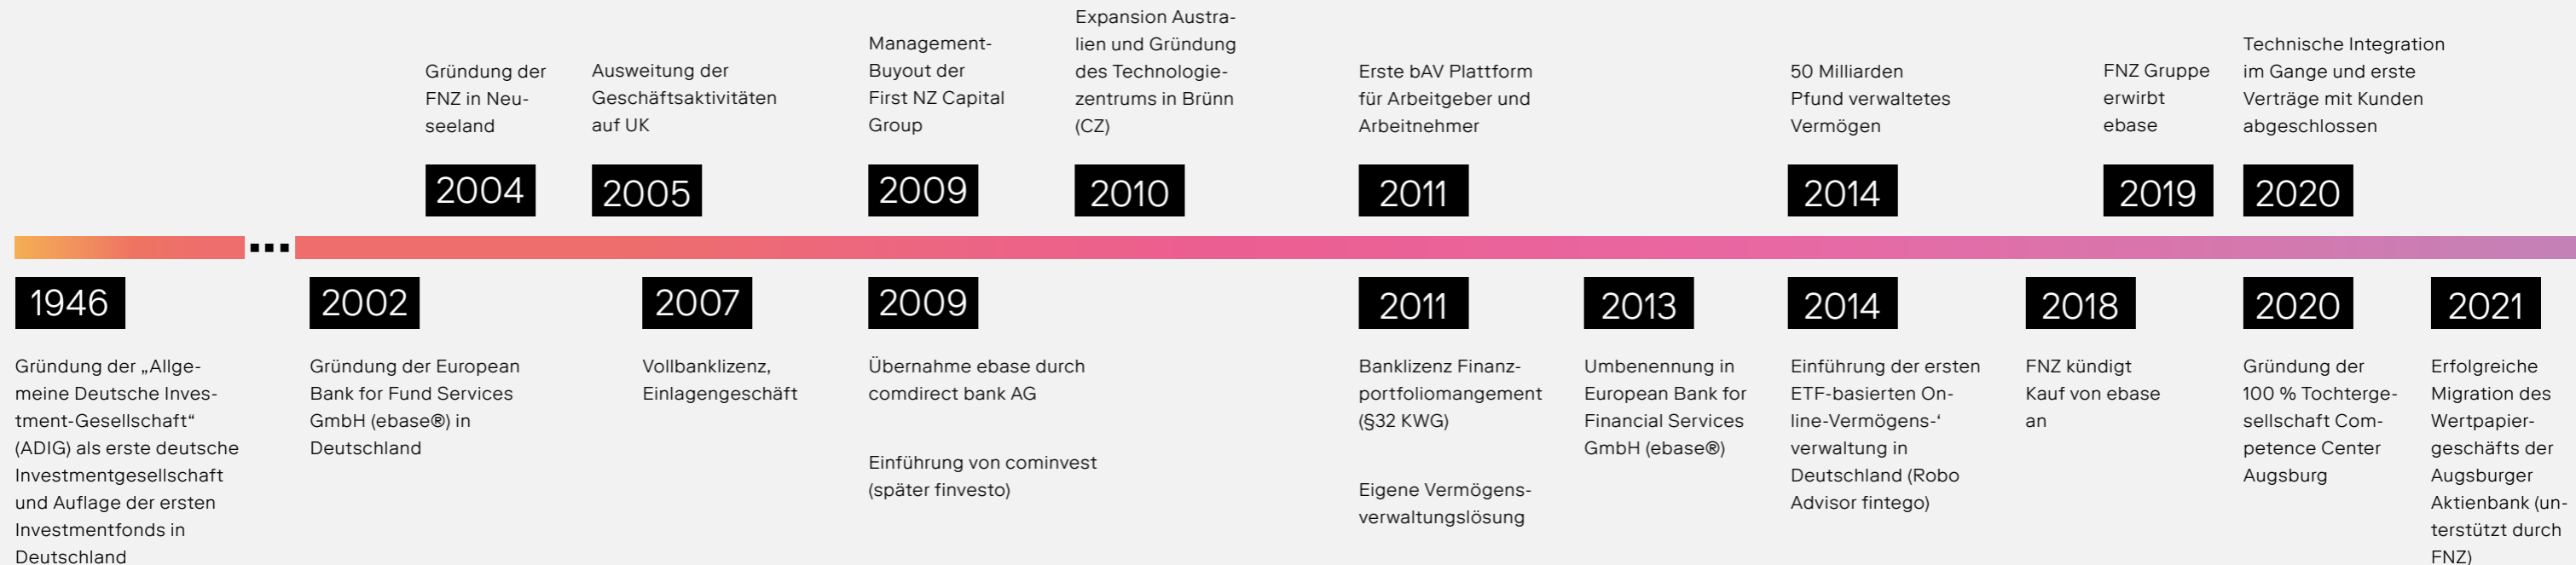 Gründung der
FNZ in Neu-
seeland
2004
Ausweitung der
Geschäftsaktivitäten
auf UK
2005
Management-
Buyout der
First NZ Capital
Group
2009
Expansion Austra-
lien und Gründung
des Technologie-
zentrums in Brünn
(CZ)
2010
Erste bAV Plattform
für Arbeitgeber und
Arbeitnehmer
2011
50 Milliarden
Pfund verwaltetes
Vermögen
2014
FNZ Gruppe
erwirbt
ebase
2019
Technische Integration
im Gange und erste
Verträge mit Kunden
abgeschlossen
2020
1946
Gründung der „Allge-
meine Deutsche Inves-
tment-Gesellschaft“
(ADIG) als erste deutsche
Investmentgesellschaft
und Auflage der ersten
Investmentfonds in
Deutschland
2002
Gründung der European
Bank for Fund Services
GmbH (ebase®) in
Deutschland
2007
Vollbanklizenz,
Einlagengeschäft
2009
Übernahme ebase durch
comdirect bank AG
Einführung von cominvest
(später finvesto)
2011
Banklizenz Finanz-
portfoliomangement
(§32 KWG)
Eigene Vermögens-
verwaltungslösung
2013
Umbenennung in
European Bank for
Financial Services
GmbH (ebase®)
2014
Einführung der ersten
ETF-basierten On-
line-Vermögens-‘
verwaltung in
Deutschland (Robo
Advisor fintego)
2018
FNZ kündigt
Kauf von ebase
an
2020
Gründung der
100 % Tochterge-
sellschaft Com-
petence Center
Augsburg
2021
Erfolgreiche
Migration des
Wertpapier-
geschäfts der
Augsburger
Aktienbank (un-
terstützt durch
FNZ)